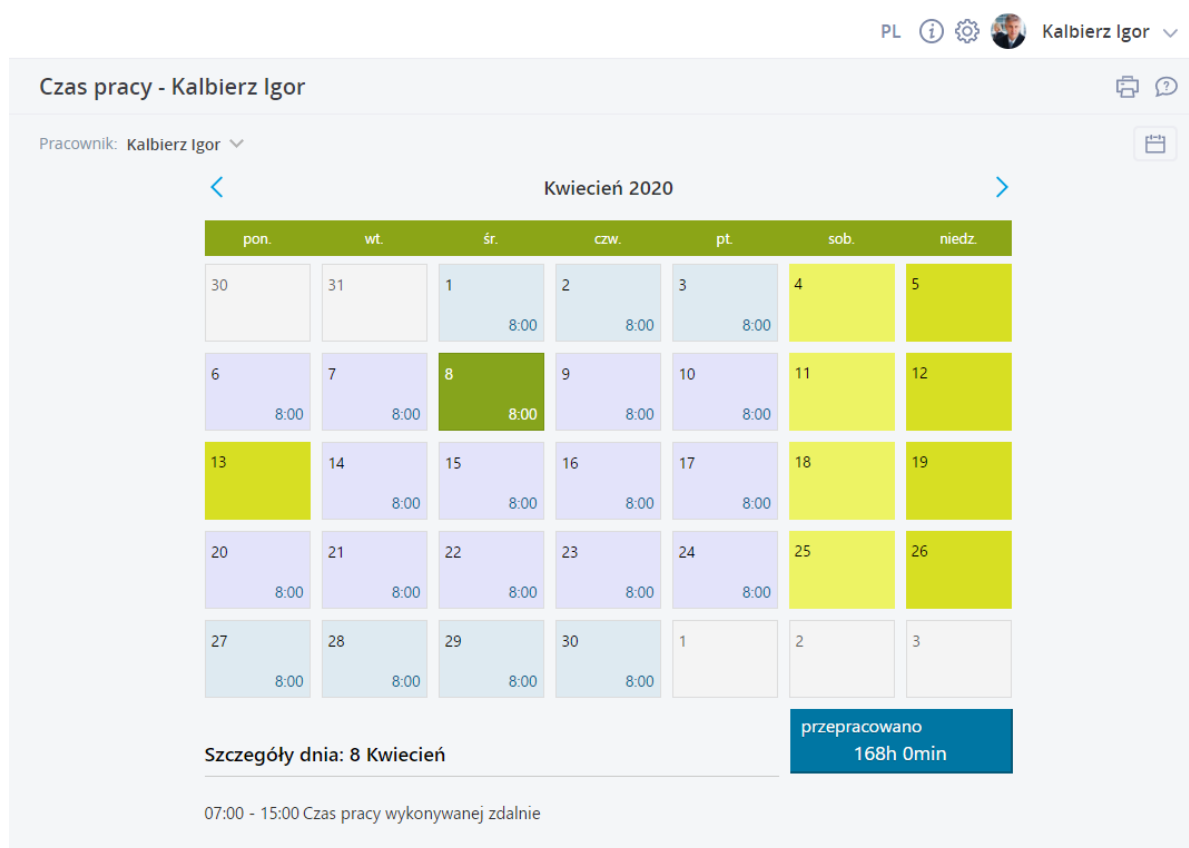 PL Kalbierz Igor
Czas pracy - Kalbierz Igor
Pracownik: Kalbierz Igor
Kwiecień 2020
pon. wt. śr. czw. pt. sob. niedz.
30 31 1 2 3 4 5
8:00 8:00 8:00
6 7 8 9 10 11 12
8:00 8:00 8:00 8:00 8:00
13 14 15 16 17 18 19
8:00 8:00 8:00 8:00
20 21 22 23 24 25 26
8:00 8:00 8:00 8:00 8:00
27 28 29 30 1 2 3
8:00 8:00 8:00 8:00
przepracowano
168h 0min
Szczegóły dnia: 8 Kwiecień
07:00 - 15:00 Czas pracy wykonywanej zdalnie